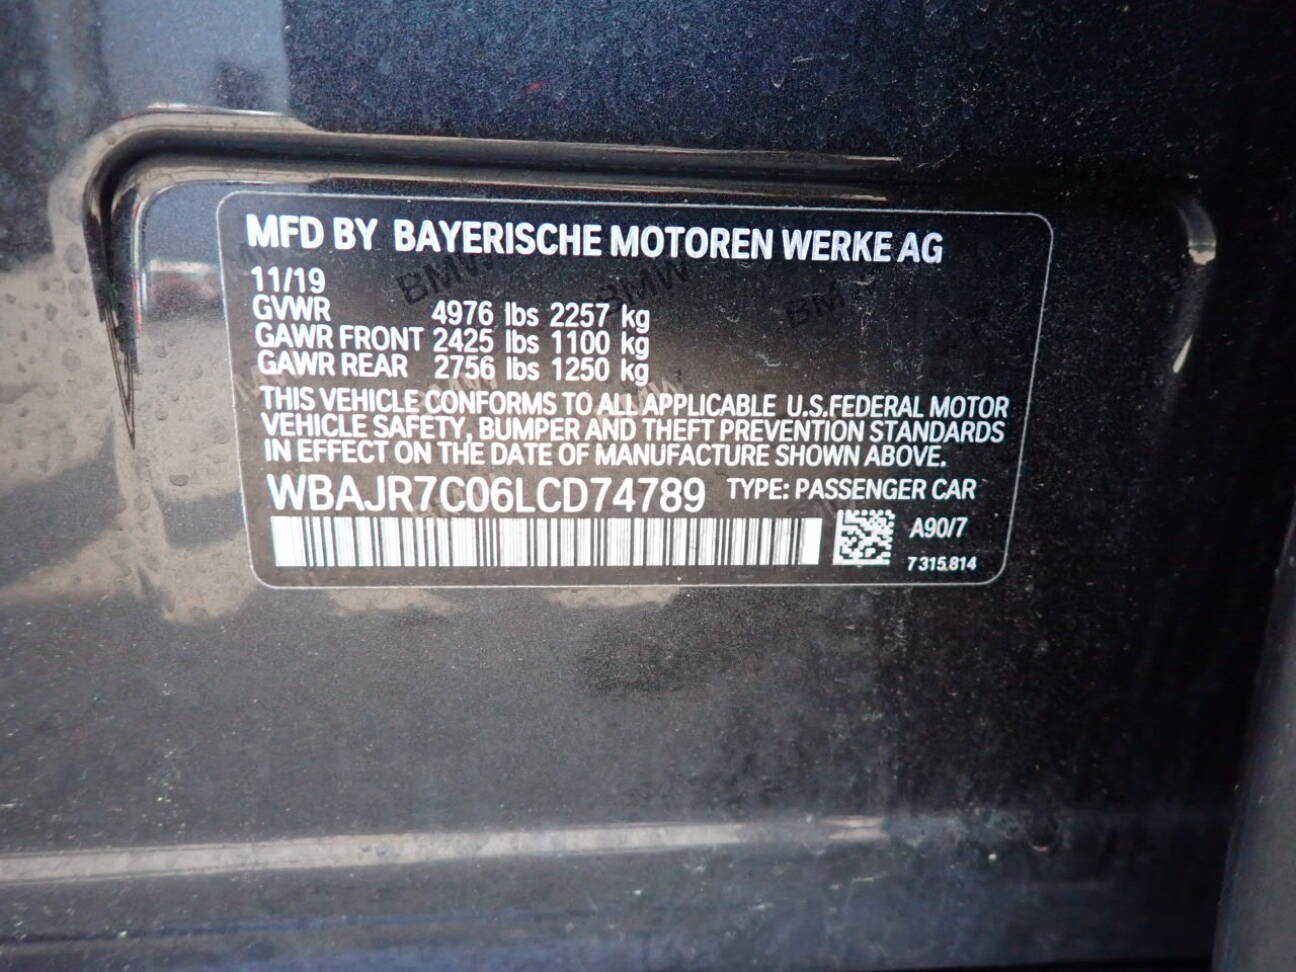 MFD BY BAYERISCHE MOTOREN WERKE AG
11/19
GVWR 4976 lbs 2257 kg
GAWR FRONT 2425 lbs 1100 kg
GAWR REAR 2756 lbs 1250 kg
THIS VEHICLE CONFORMS TO ALL APPLICABLE U.S.FEDERAL MOTOR
VEHICLE SAFETY, BUMPER AND THEFT PREVENTION STANDARDS
IN EFFECT ON THE DATE OF MANUFACTURE SHOWN ABOVE.
WBAJR7C06LCD74789 TYPE: PASSENGER CAR
A90/7
7 315 814